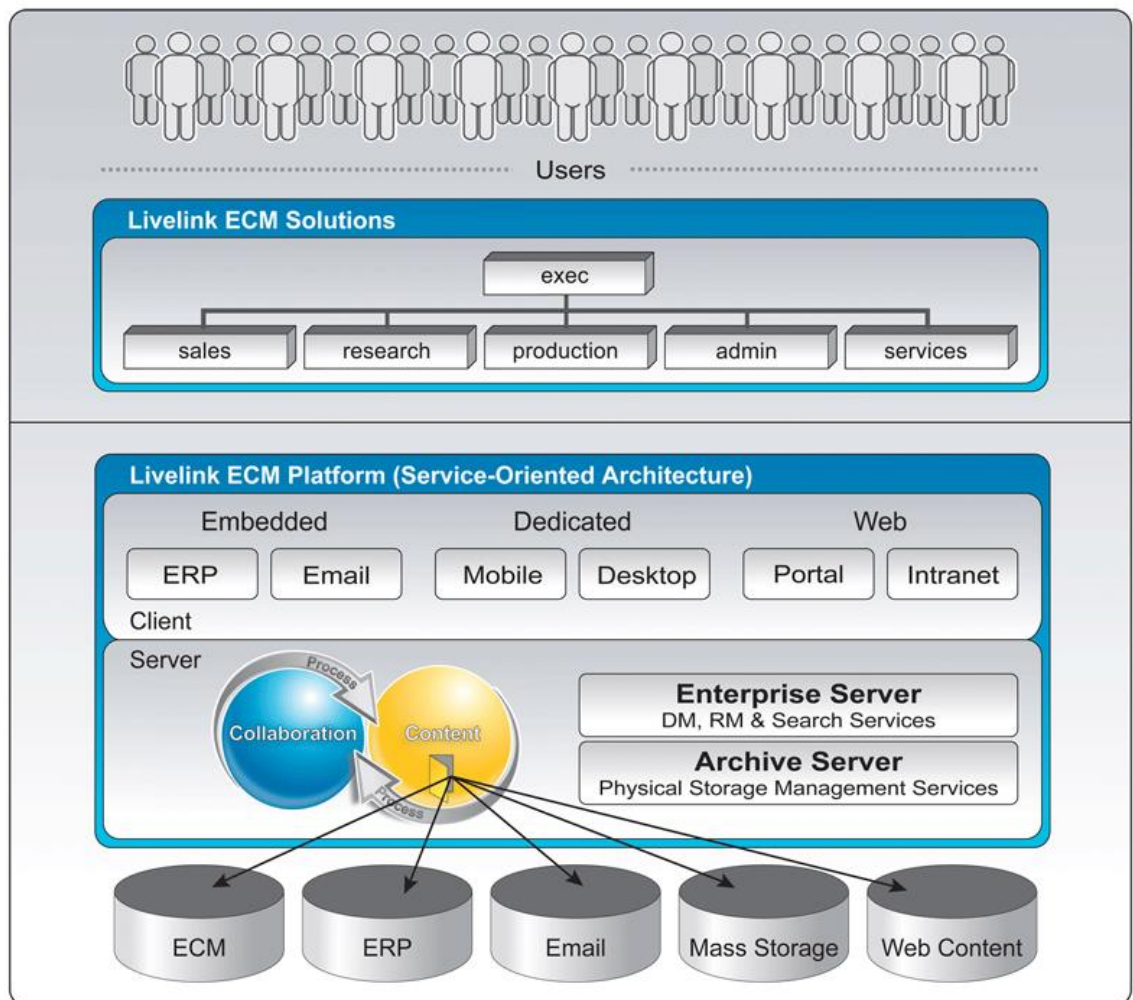 Users
Livelink ECM Solutions
exec
sales research production admin services
Livelink ECM Platform (Service-Oriented Architecture)
Embedded Dedicated Web
ERP Email Mobile Desktop Portal Intranet
Client
Server
Process
Collaboration Content
Process
Enterprise Server
DM, RM & Search Services
Archive Server
Physical Storage Management Services
ECM ERP Email Mass Storage Web Content